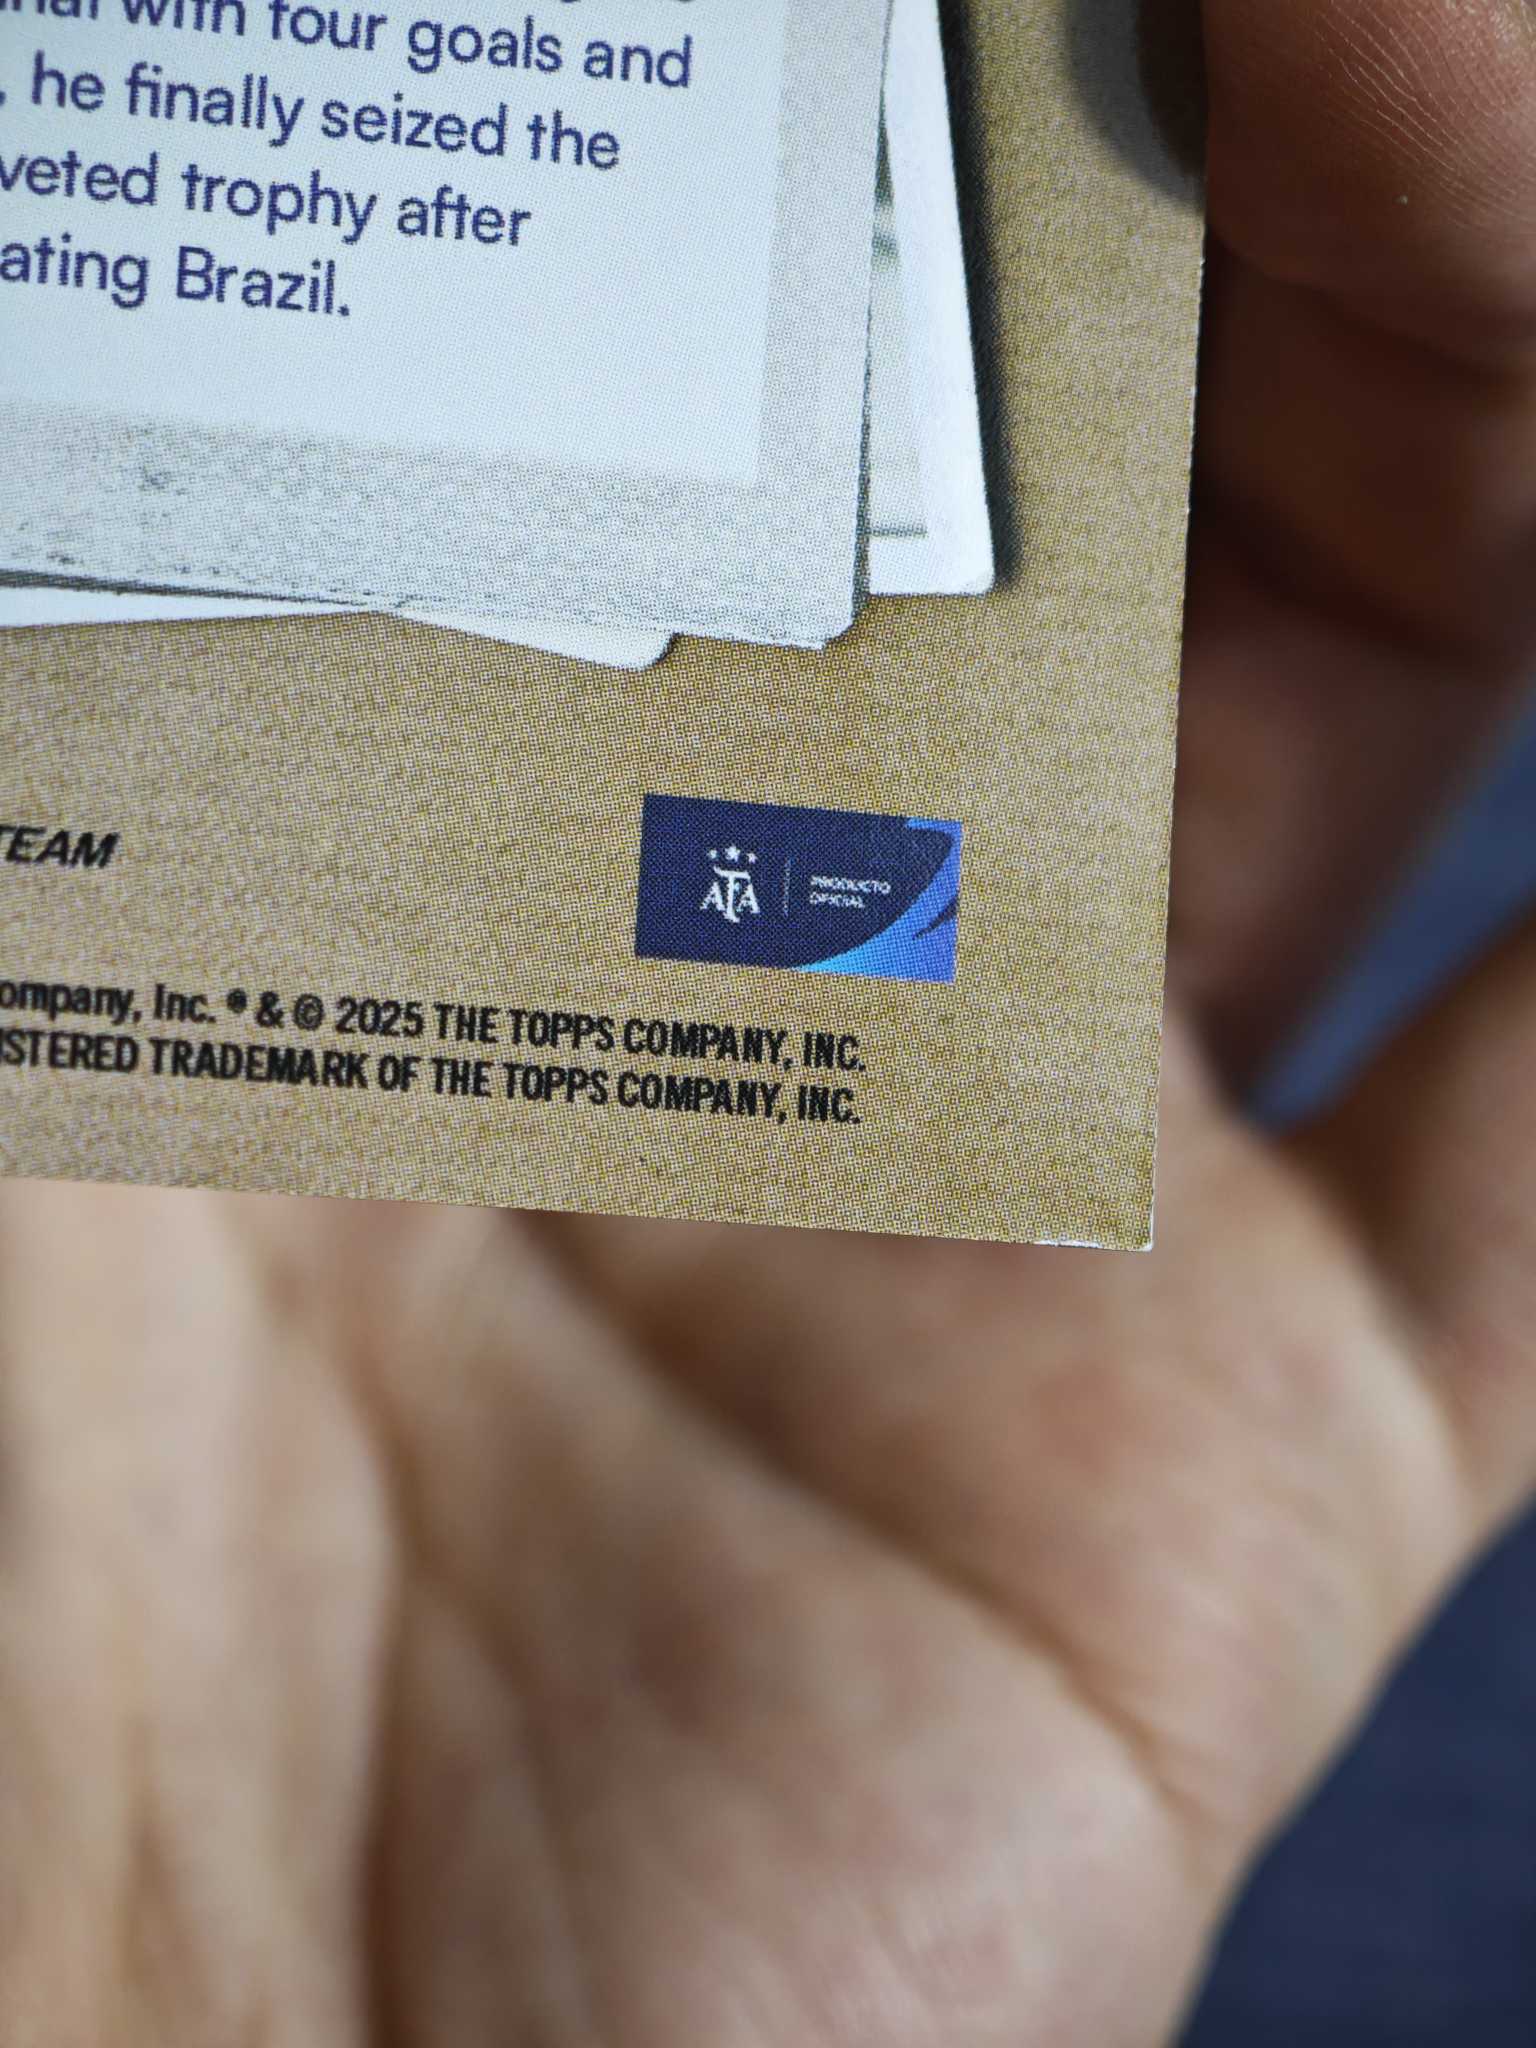 with four goals and
, he finally seized the
veted trophy after
ating Brazil.
TEAM
AFA PRODUCTO
OFICIAL
ompany, Inc. ® & © 2025 THE TOPPS COMPANY, INC.
ISTERED TRADEMARK OF THE TOPPS COMPANY, INC.